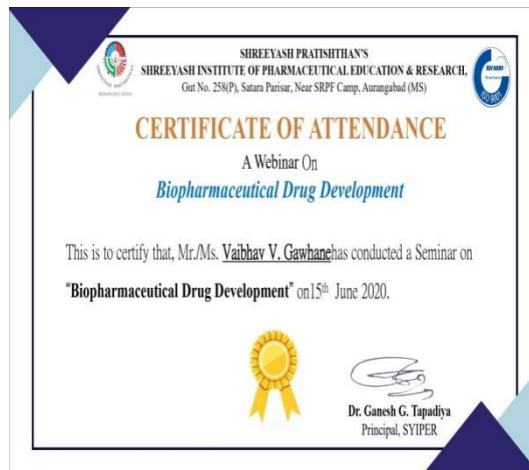 SHREEYASH PRATISHTHAN'S
SHREEYASH INSTITUTE OF PHARMACEUTICAL EDUCATION & RESEARCH,
Gut No. 258(P), Satara Parisar, Near SRPF Camp, Aurangabad (MS)
CERTIFICATE OF ATTENDANCE
A Webinar On
Biopharmaceutical Drug Development
This is to certify that, Mr./Ms. Vaibhav V. Gawhanehas conducted a Seminar on
"Biopharmaceutical Drug Development" on15th June 2020.
Dr. Ganesh G. Tapadiya
Principal, SYIPER
ISO 9001